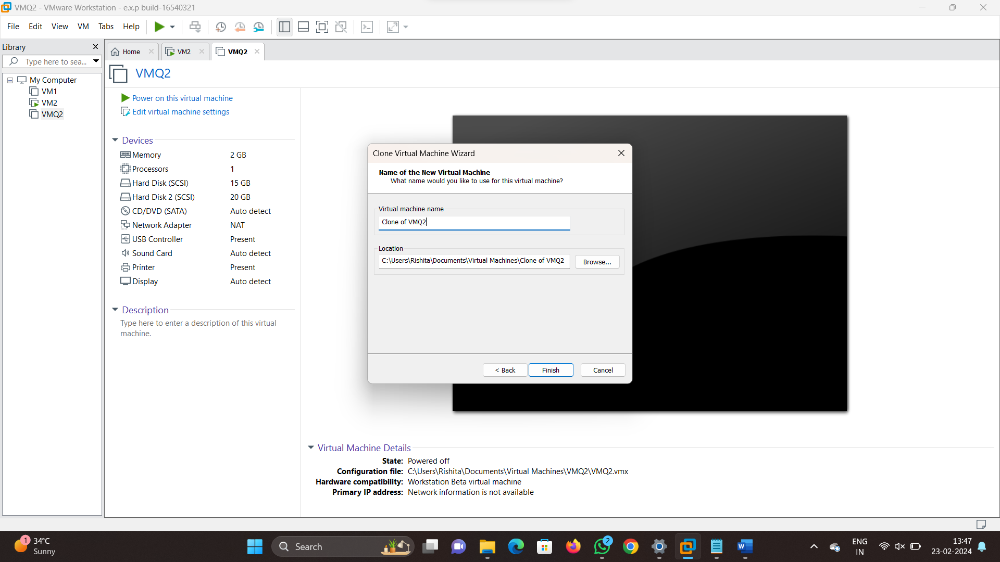 VMQ2 - VMware Workstation - e.x.p build-16540321
File Edit View VM Tabs Help
Library
Type here to sea...
My Computer
VM1
VM2
VMQ2
Home
VM2
VMQ2
VMQ2
Power on this virtual machine
Edit virtual machine settings
Devices
Memory 2 GB
Processors 1
Hard Disk (SCSI) 15 GB
Hard Disk 2 (SCSI) 20 GB
CD/DVD (SATA) Auto detect
Network Adapter NAT
USB Controller Present
Sound Card Auto detect
Printer Present
Display Auto detect
Description
Type here to enter a description of this virtual
machine.
Clone Virtual Machine Wizard
Name of the New Virtual Machine
What name would you like to use for this virtual machine?
Virtual machine name
Clone of VMQ2
Location
C:\Users\Rishita\Documents\Virtual Machines\Clone of VMQ2
Browse...
< Back Finish Cancel
Virtual Machine Details
State: Powered off
Configuration file: C:\Users\Rishita\Documents\Virtual Machines\VMQ2\VMQ2.vmx
Hardware compatibility: Workstation Beta virtual machine
Primary IP address: Network information is not available
1
34°C
Sunny
Search
2
ENG
IN
13:47
23-02-2024